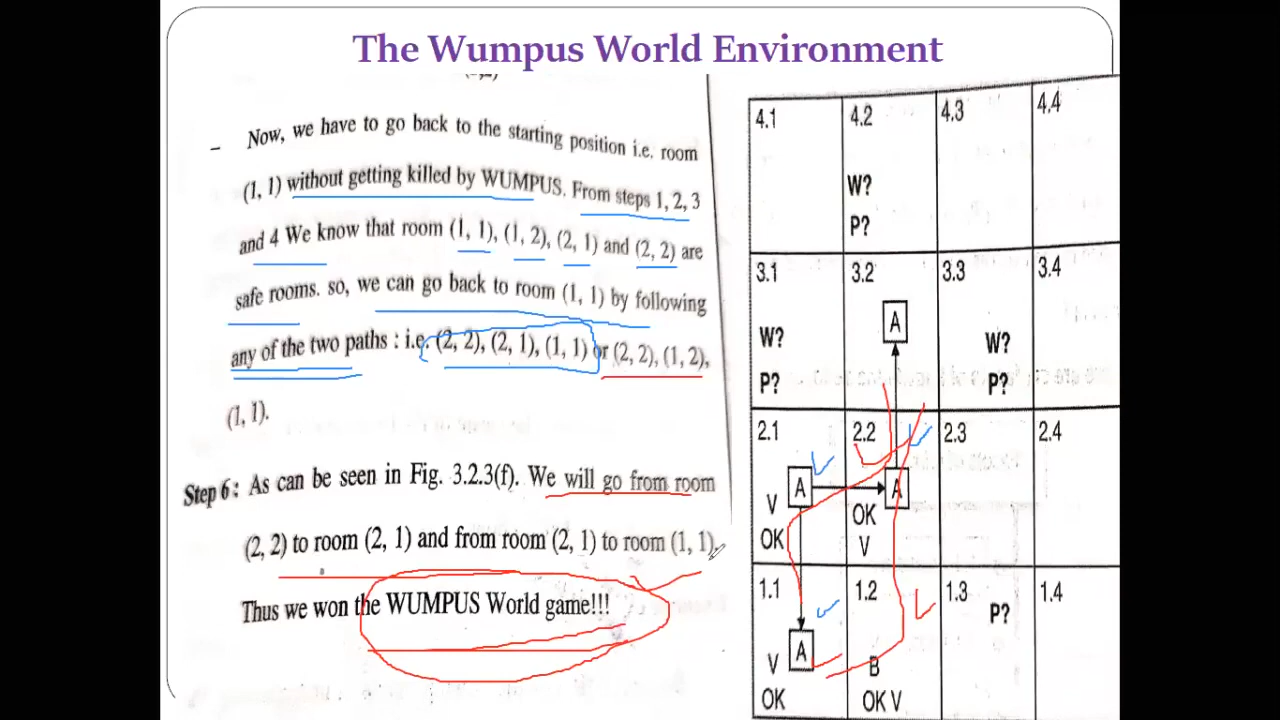 The Wumpus World Environment
– Now, we have to go back to the starting position i.e. room
(1, 1) without getting killed by WUMPUS. From steps 1, 2, 3
and 4 We know that room (1, 1), (1, 2), (2, 1) and (2, 2) are
safe rooms. so, we can go back to room (1, 1) by following
any of the two paths : i.e. (2, 2), (2, 1), (1, 1) or (2, 2), (1, 2),
(1, 1).
Step 6 : As can be seen in Fig. 3.2.3(f). We will go from room
(2, 2) to room (2, 1) and from room (2, 1) to room (1, 1).
Thus we won the WUMPUS World game!!!
4.1 4.2 4.3 4.4
W?
P?
3.1 3.2 3.3 3.4
A
W? W?
P? P?
2.1 2.2 2.3 2.4
A A
V OK
OK V
1.1 1.2 1.3 1.4
P?
A
V B
OK OK V